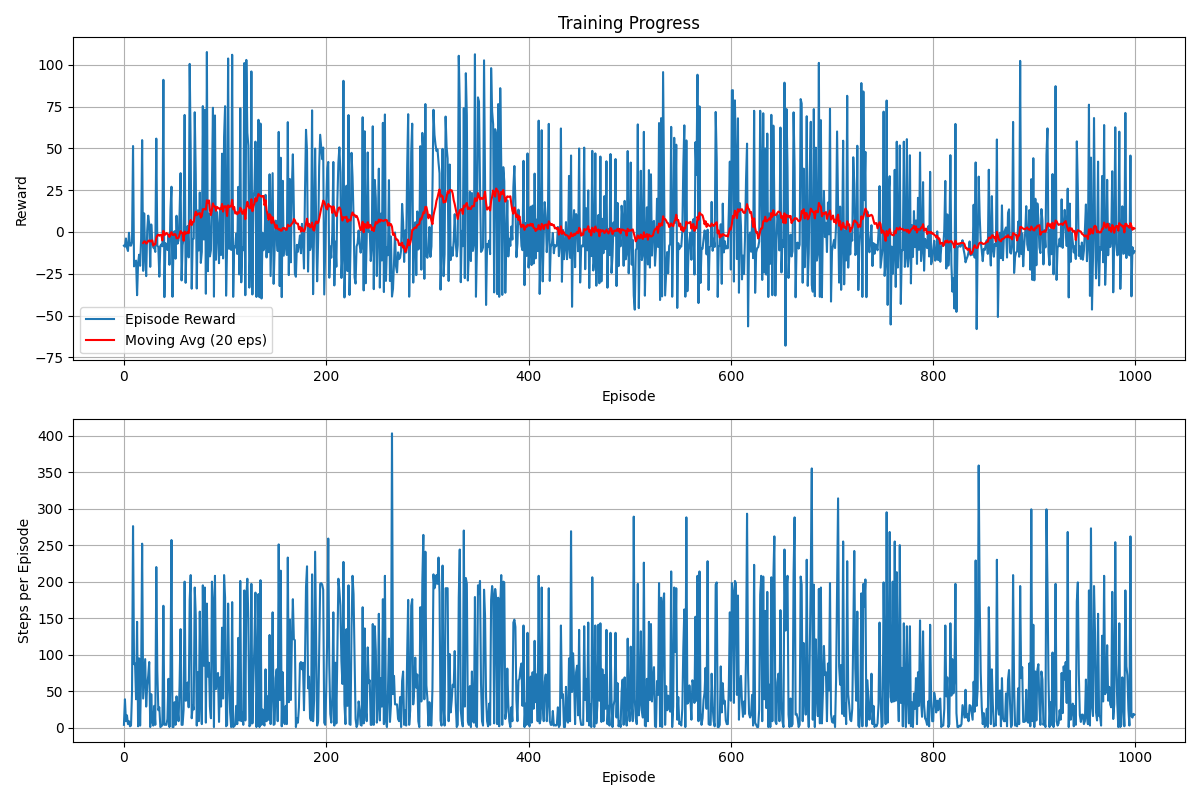 Training Progress
Reward
100
75
50
25
0
−25
−50
−75
Episode Reward
Moving Avg (20 eps)
0 200 400 600 800 1000
Episode
Steps per Episode
400
350
300
250
200
150
100
50
0
0 200 400 600 800 1000
Episode